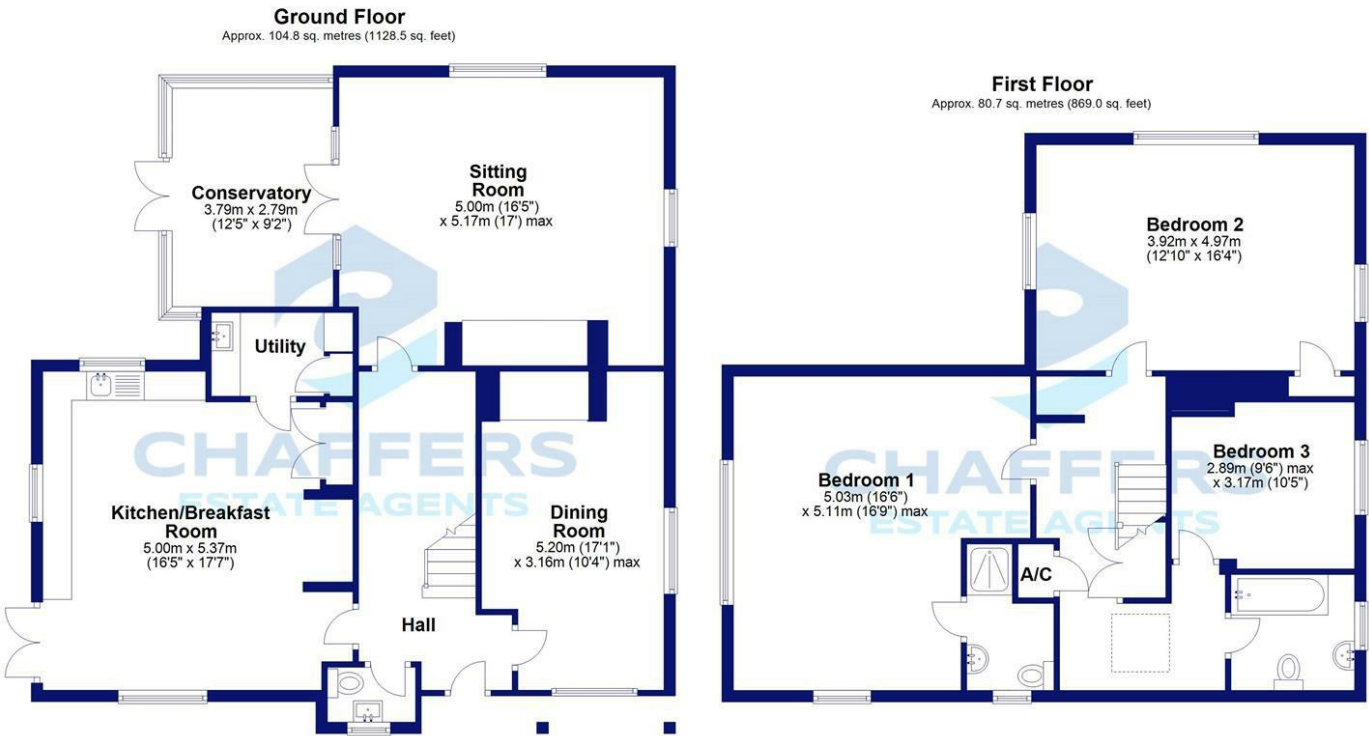 Ground Floor
Approx. 104.8 sq. metres (1128.5 sq. feet)
Conservatory
3.79m x 2.79m
(12'5" x 9'2")
Sitting
Room
5.00m (16'5")
x 5.17m (17') max
Utility
Kitchen/Breakfast
Room
5.00m x 5.37m
(16'5" x 17'7")
Dining
Room
5.20m (17'1")
x 3.16m (10'4") max
Hall
CHAFFERS
ESTATE AGENTS
First Floor
Approx. 80.7 sq. metres (869.0 sq. feet)
Bedroom 2
3.92m x 4.97m
(12'10" x 16'4")
Bedroom 1
5.03m (16'6")
x 5.11m (16'9") max
Bedroom 3
2.89m (9'6") max
x 3.17m (10'5")
A/C
CHAFFERS
ESTATE AGENTS